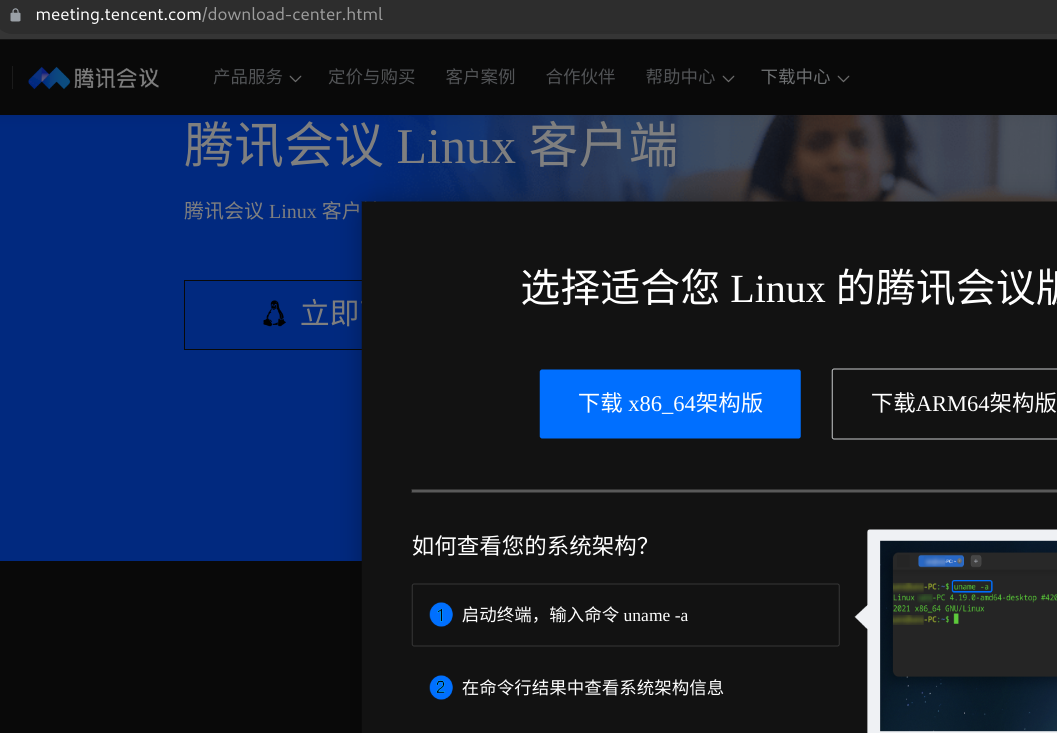 meeting.tencent.com/download-center.html
腾讯会议 产品服务 定价与购买 客户案例 合作伙伴 帮助中心 下载中心
腾讯会议 Linux 客户端
腾讯会议 Linux 客户
立即
选择适合您 Linux 的腾讯会议版
下载 x86_64架构版 下载ARM64架构版
如何查看您的系统架构？
1 启动终端，输入命令 uname -a
2 在命令行结果中查看系统架构信息
-PC:~$ uname -a
Linux -PC 4.19.0-amd64-desktop #420
2021 x86_64 GNU/Linux
-PC:~$